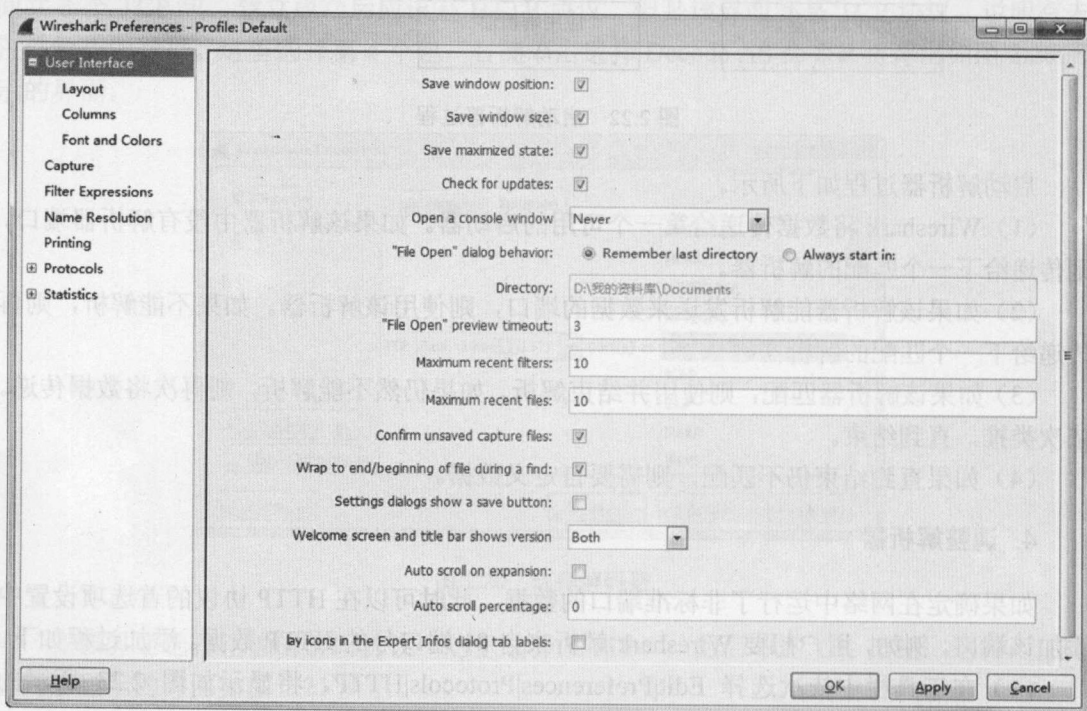 Wireshark: Preferences - Profile: Default
User Interface
Layout
Columns
Font and Colors
Capture
Filter Expressions
Name Resolution
Printing
Protocols
Statistics
Save window position:
Save window size:
Save maximized state:
Check for updates:
Open a console window Never
"File Open" dialog behavior: Remember last directory Always start in:
Directory: D:\我的资料库\Documents
"File Open" preview timeout: 3
Maximum recent filters: 10
Maximum recent files: 10
Confirm unsaved capture files:
Wrap to end/beginning of file during a find:
Settings dialogs show a save button:
Welcome screen and title bar shows version Both
Auto scroll on expansion:
Auto scroll percentage:
by icons in the Expert Infos dialog tab labels:
Help OK Apply Cancel